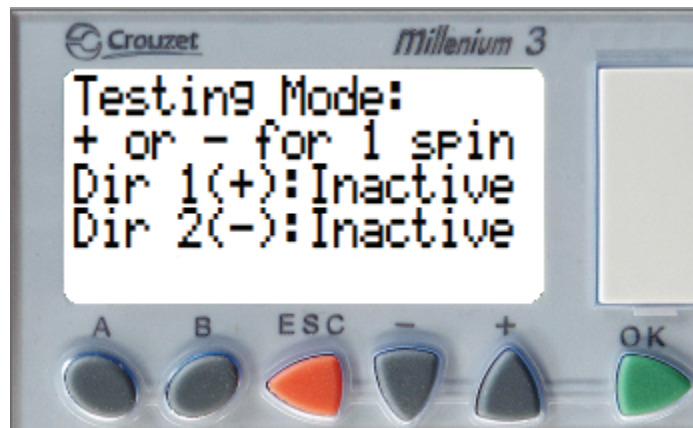 Crouzet
Millenium 3
Testing Mode:
+ or - for 1 spin
Dir 1(+):Inactive
Dir 2(-):Inactive
A B ESC - + OK